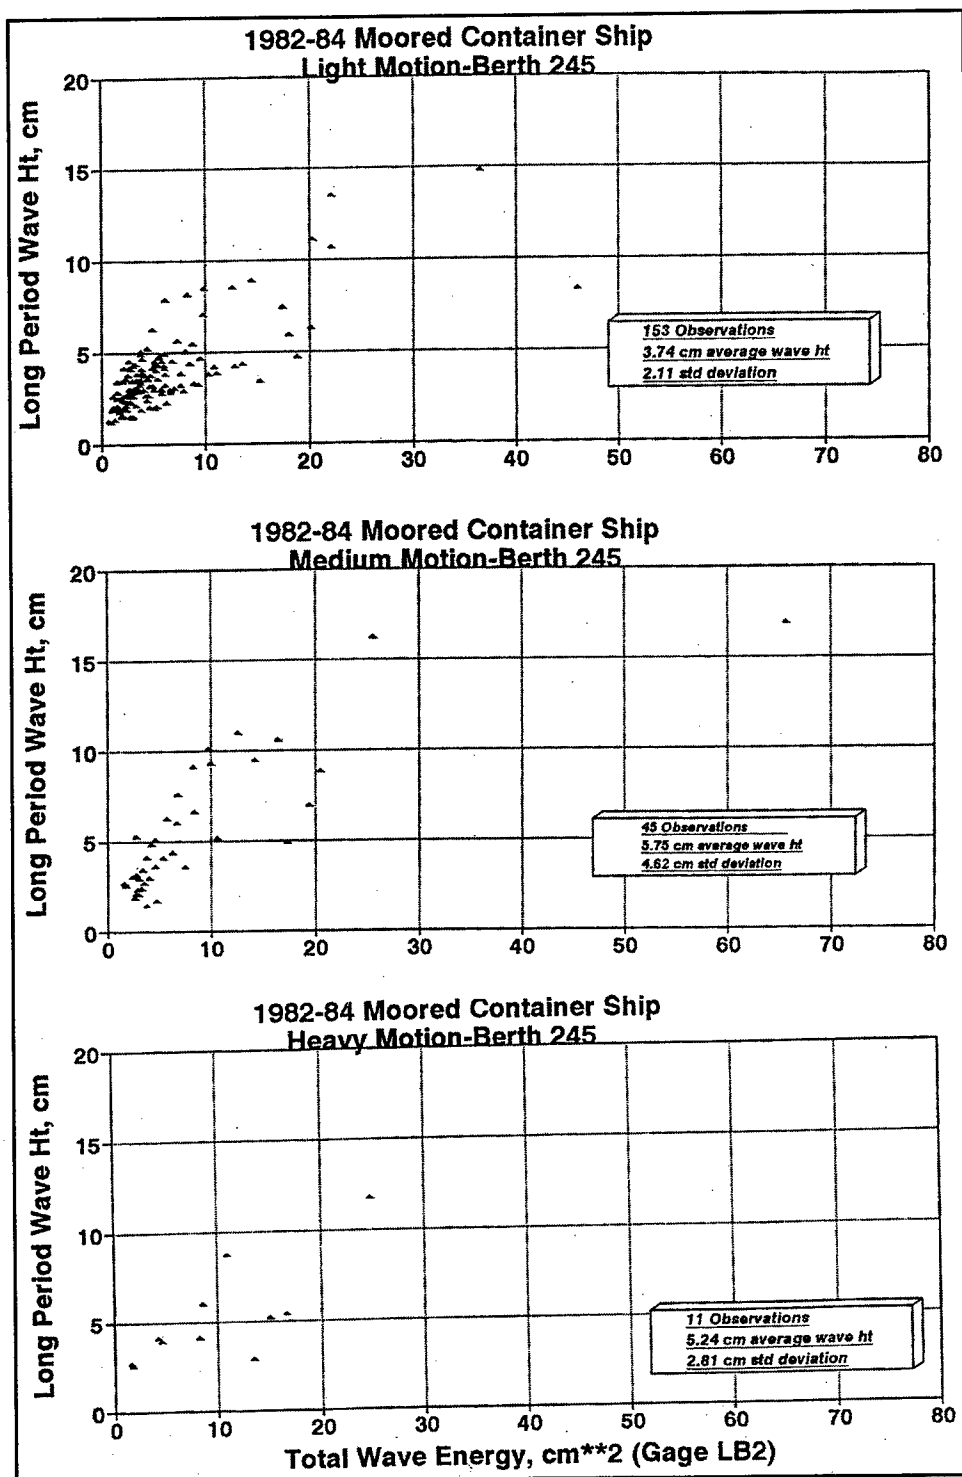 1982-84 Moored Container Ship
Light Motion-Berth 245
Long Period Wave Ht, cm
20
15
10
5
0
0 10 20 30 40 50 60 70 80
153 Observations
3.74 cm average wave ht
2.11 std deviation
1982-84 Moored Container Ship
Medium Motion-Berth 245
Long Period Wave Ht, cm
20
15
10
5
0
0 10 20 30 40 50 60 70 80
45 Observations
5.75 cm average wave ht
4.62 cm std deviation
1982-84 Moored Container Ship
Heavy Motion-Berth 245
Long Period Wave Ht, cm
20
15
10
5
0
0 10 20 30 40 50 60 70 80
11 Observations
5.24 cm average wave ht
2.81 cm std deviation
Total Wave Energy, cm**2 (Gage LB2)